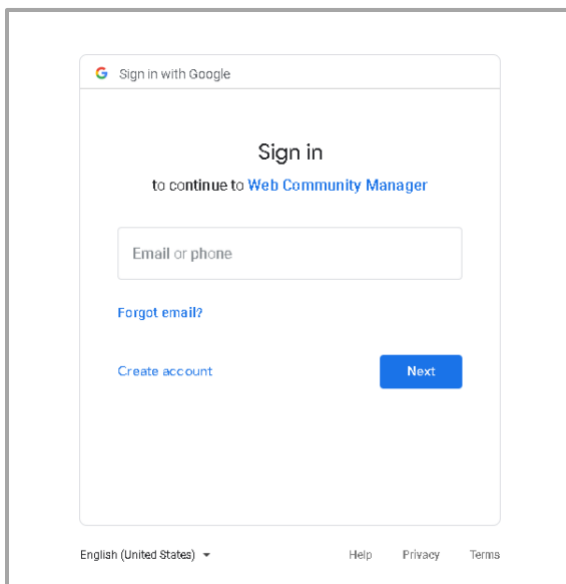 Sign in with Google
Sign in
to continue to Web Community Manager
Email or phone
Forgot email?
Create account
Next
English (United States)
Help Privacy Terms